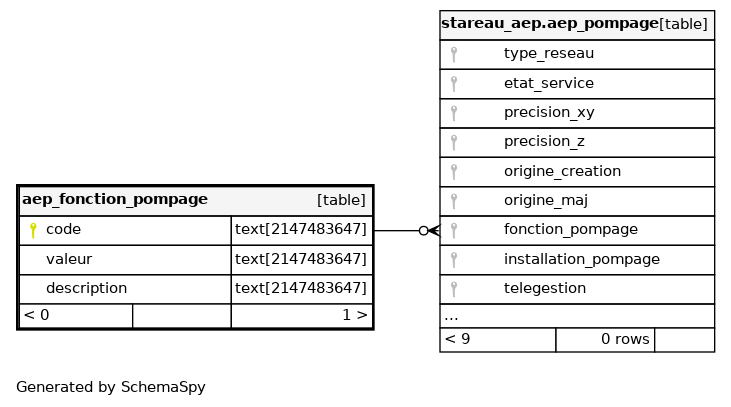 stareau_aep.aep_pompage[table]
type_reseau
etat_service
precision_xy
precision_z
origine_creation
origine_maj
fonction_pompage
installation_pompage
telegestion
...
< 9 0 rows
aep_fonction_pompage [table]
code text[2147483647]
valeur text[2147483647]
description text[2147483647]
< 0 1 >
Generated by SchemaSpy